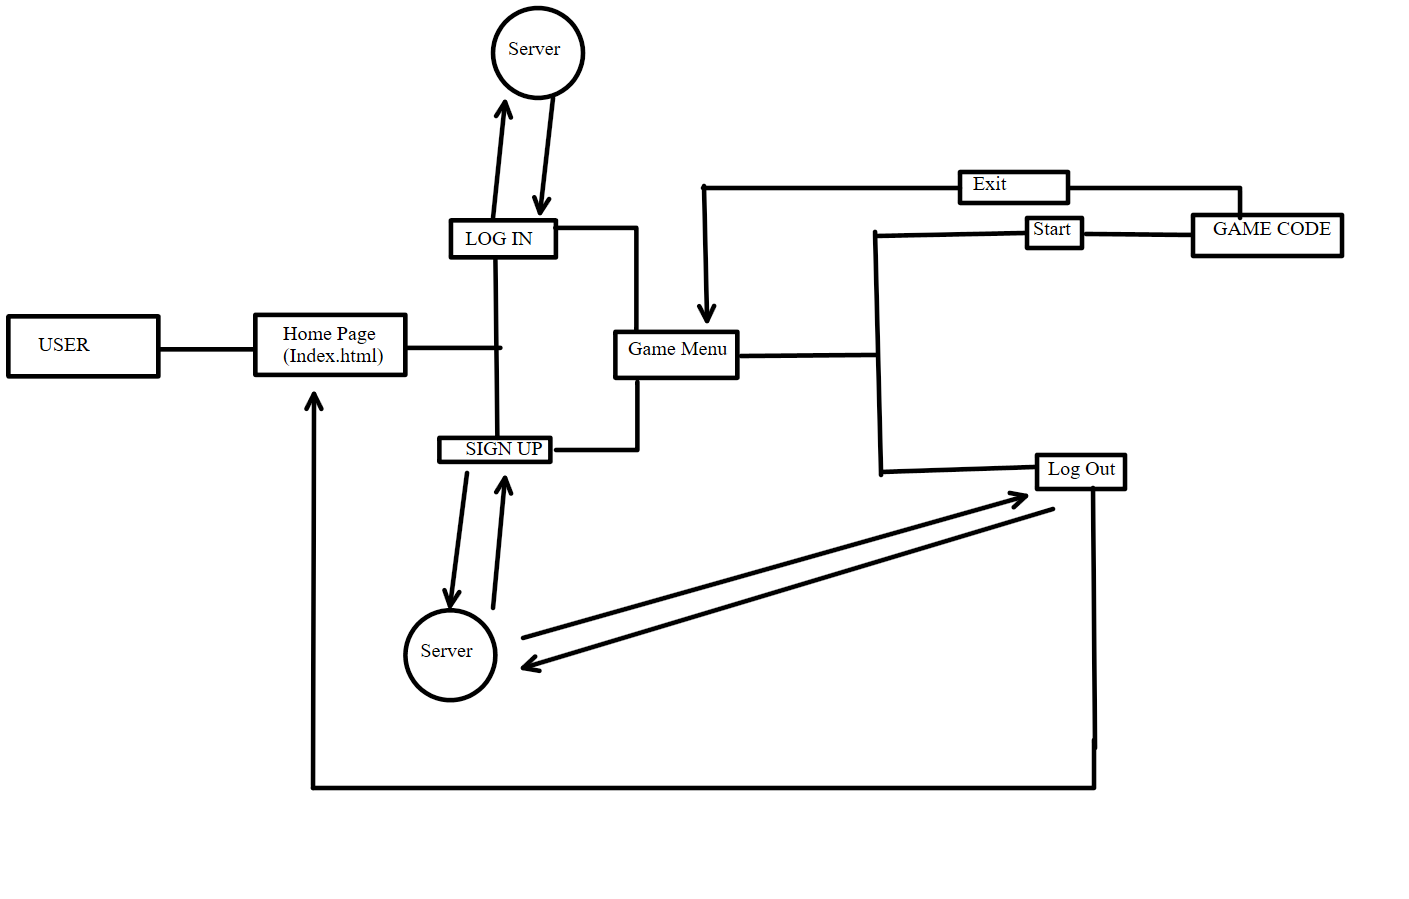 Server
Exit
Start
GAME CODE
LOG IN
USER
Home Page
(Index.html)
Game Menu
SIGN UP
Log Out
Server